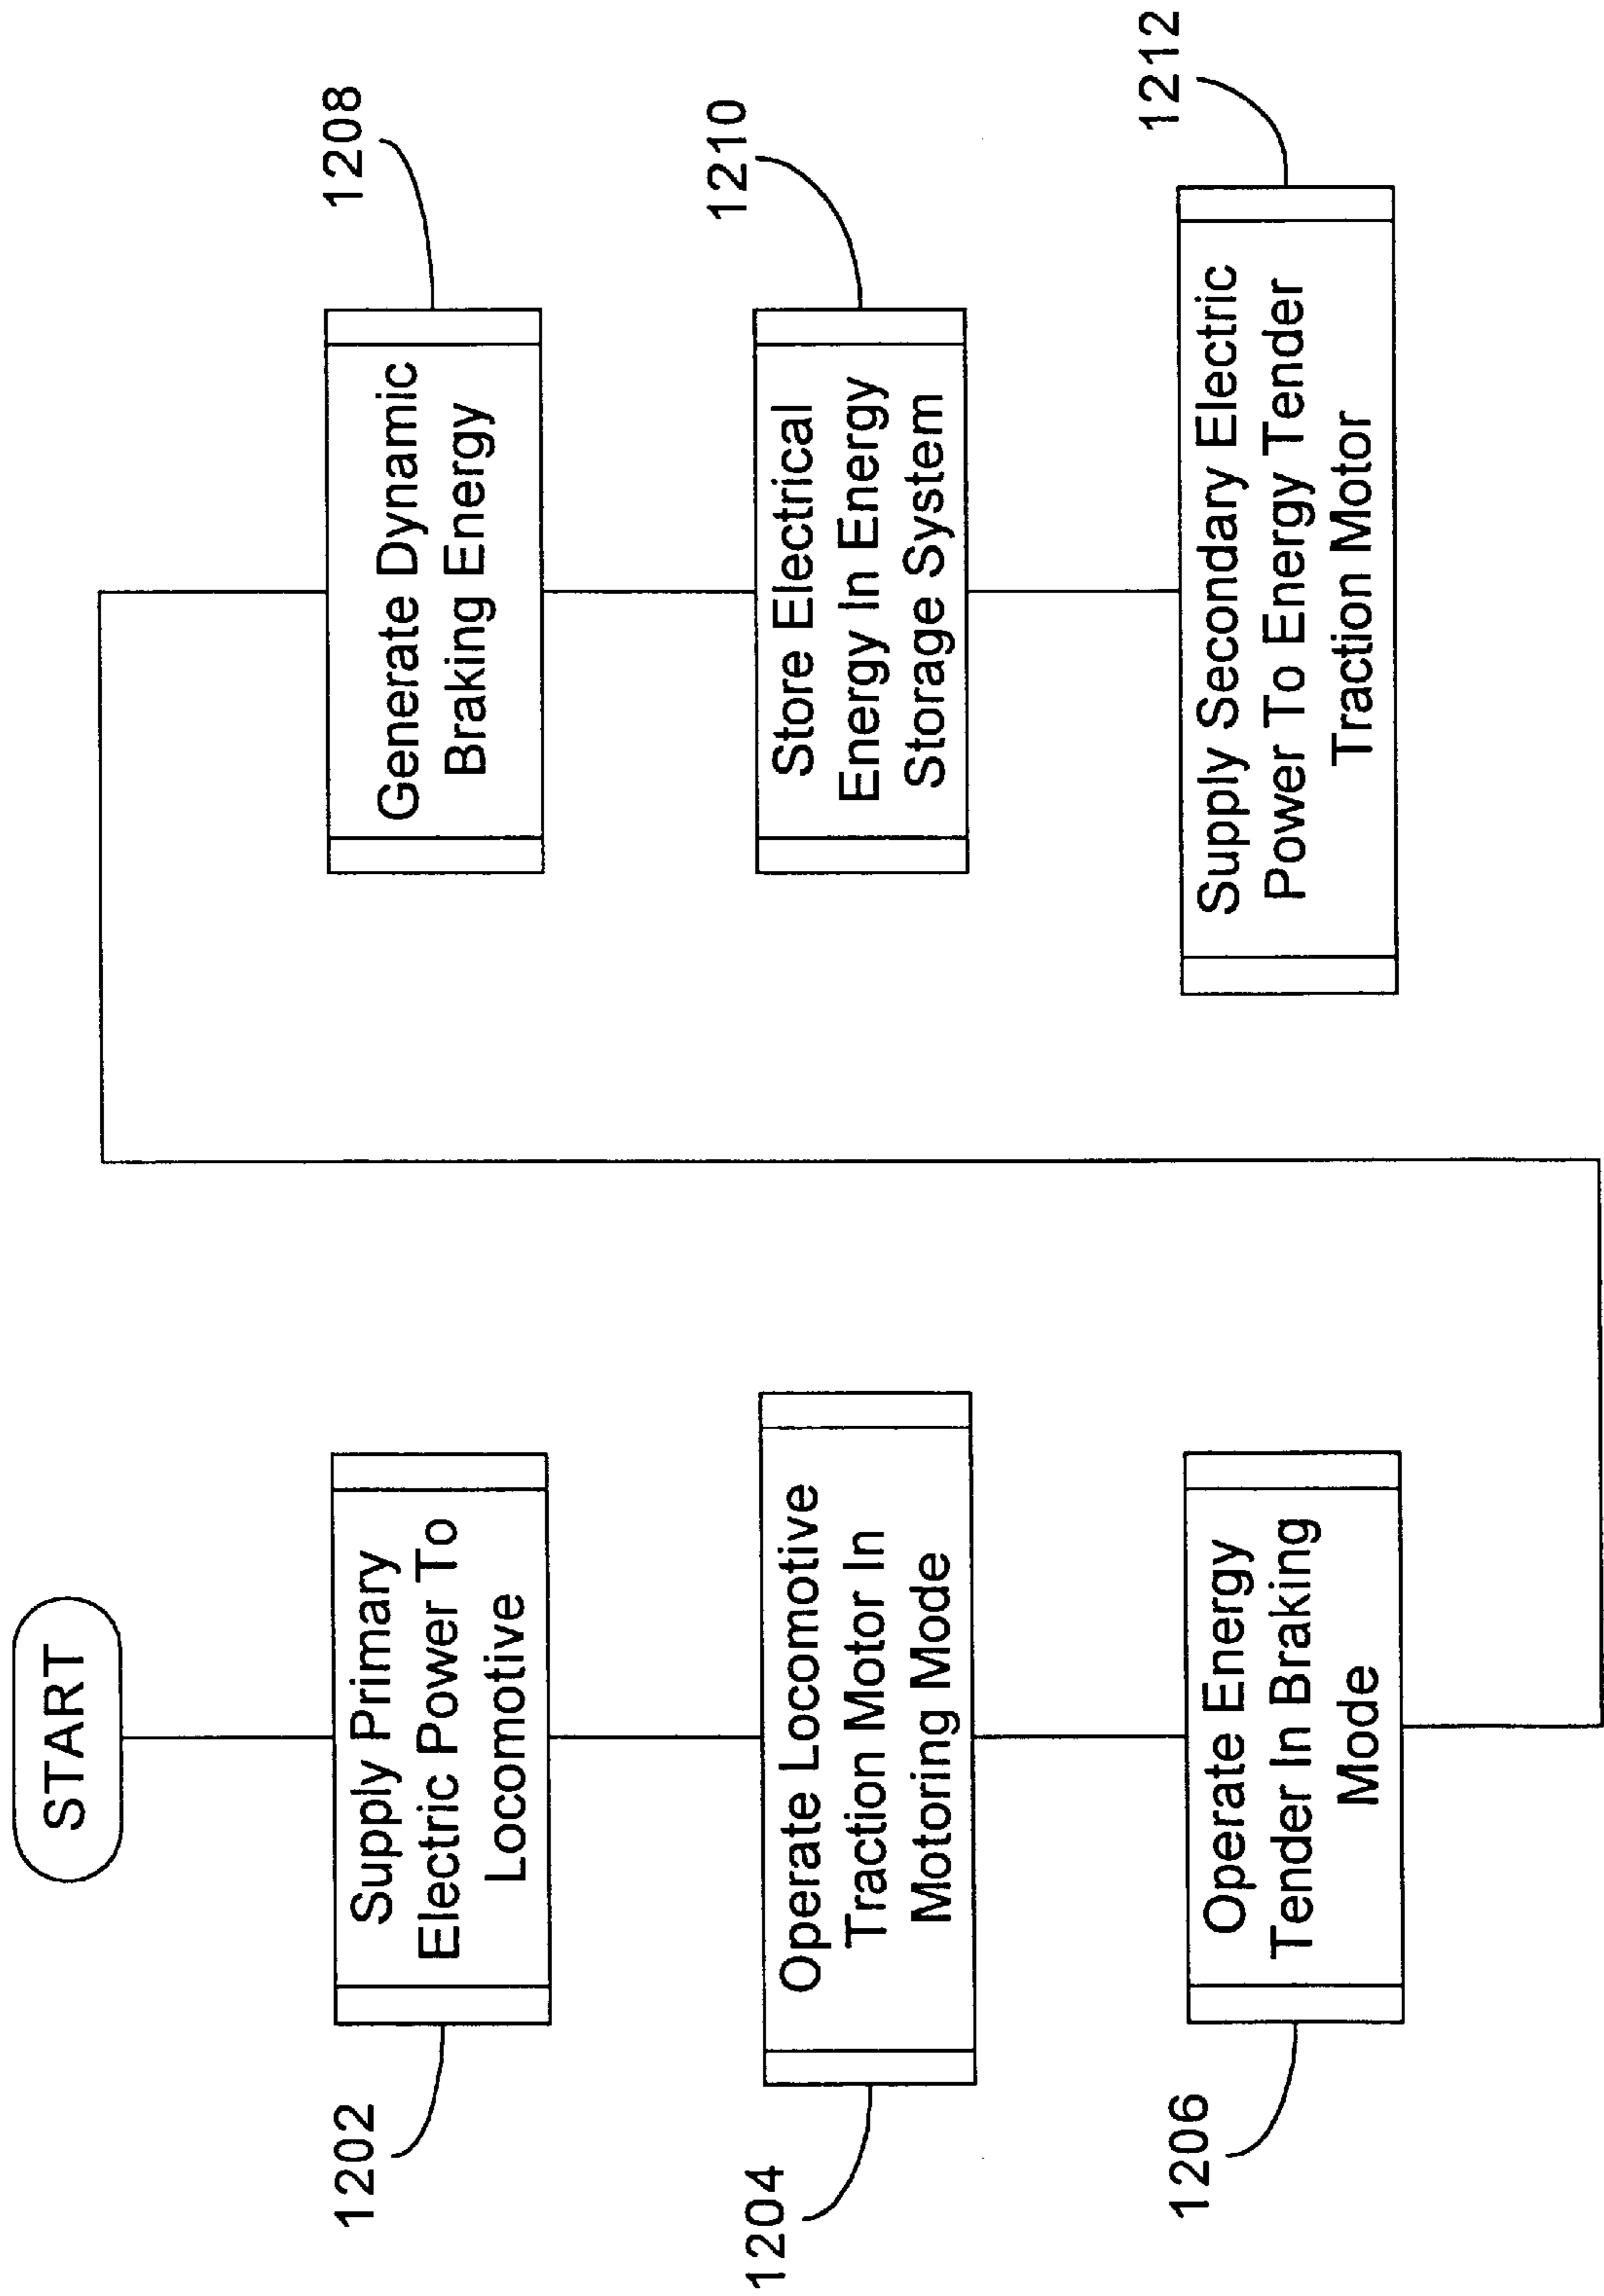 START
1202
Supply Primary
Electric Power To
Locomotive
1204
Operate Locomotive
Traction Motor In
Motoring Mode
1206
Operate Energy
Tender In Braking
Mode
1208
Generate Dynamic
Braking Energy
1210
Store Electrical
Energy In Energy
Storage System
1212
Supply Secondary Electric
Power To Energy Tender
Traction Motor